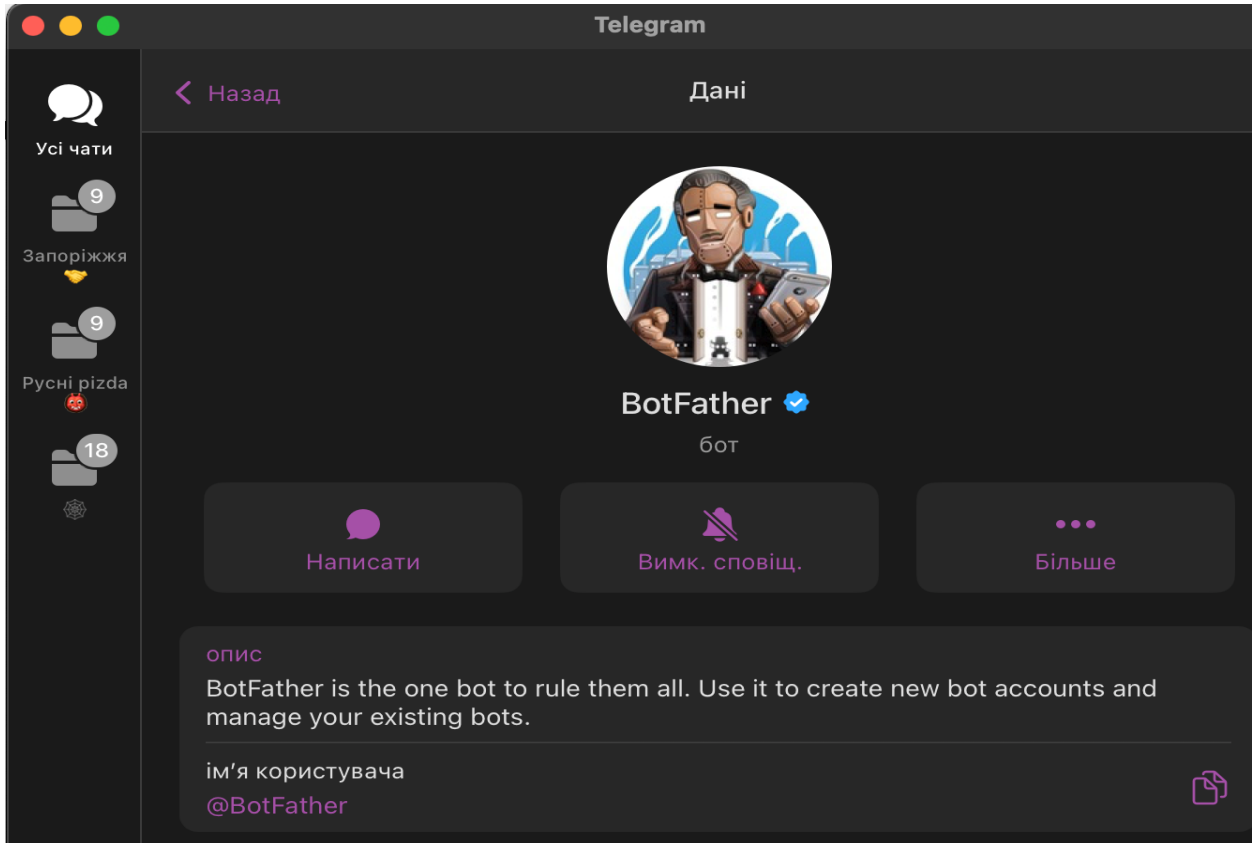 Telegram
Усі чати
9
Запоріжжя
🤝
9
Русні pizda
👹
18
🕸
Назад
Дані
BotFather
бот
Написати
Вимк. сповіщ.
Більше
опис
BotFather is the one bot to rule them all. Use it to create new bot accounts and
manage your existing bots.
ім’я користувача
@BotFather